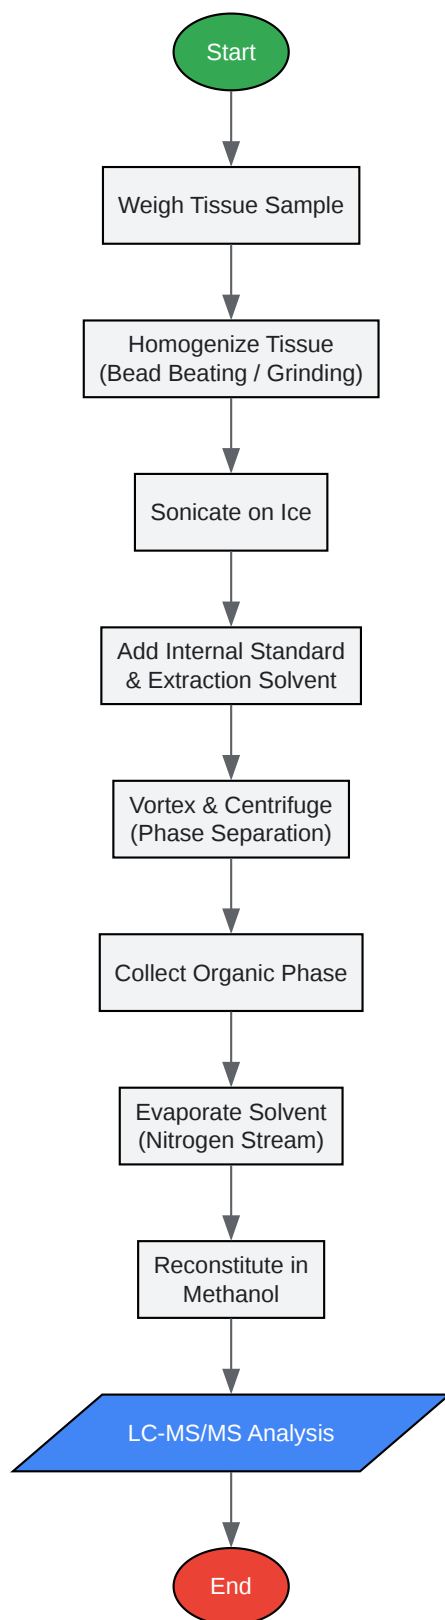 Start
Weigh Tissue Sample
Homogenize Tissue
(Bead Beating / Grinding)
Sonicate on Ice
Add Internal Standard
& Extraction Solvent
Vortex & Centrifuge
(Phase Separation)
Collect Organic Phase
Evaporate Solvent
(Nitrogen Stream)
Reconstitute in
Methanol
LC-MS/MS Analysis
End